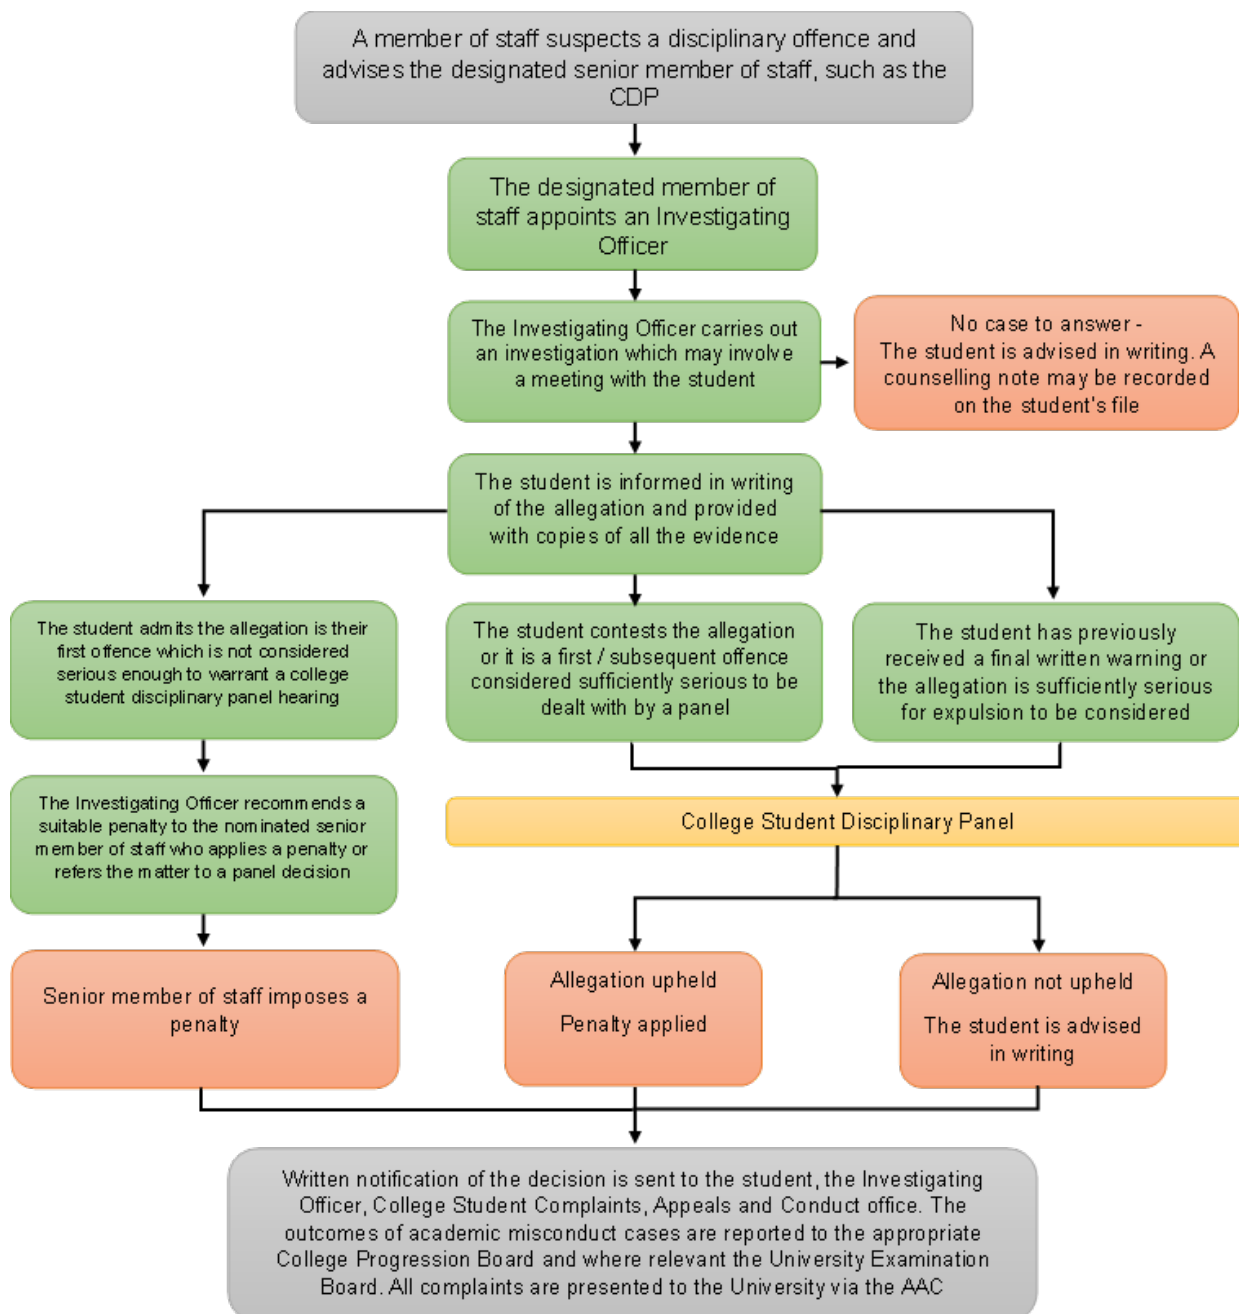 A member of staff suspects a disciplinary offence and
advises the designated senior member of staff, such as the
CDP
The designated member of
staff appoints an Investigating
Officer
The Investigating Officer carries out
an investigation which may involve
a meeting with the student
No case to answer -
The student is advised in writing. A
counselling note may be recorded
on the student's file
The student is informed in writing
of the allegation and provided
with copies of all the evidence
The student admits the allegation is their
first offence which is not considered
serious enough to warrant a college
student disciplinary panel hearing
The student contests the allegation
or it is a first / subsequent offence
considered sufficiently serious to be
dealt with by a panel
The student has previously
received a final written warning or
the allegation is sufficiently serious
for expulsion to be considered
The Investigating Officer recommends a
suitable penalty to the nominated senior
member of staff who applies a penalty or
refers the matter to a panel decision
College Student Disciplinary Panel
Senior member of staff imposes a
penalty
Allegation upheld
Penalty applied
Allegation not upheld
The student is advised
in writing
Written notification of the decision is sent to the student, the Investigating
Officer, College Student Complaints, Appeals and Conduct office. The
outcomes of academic misconduct cases are reported to the appropriate
College Progression Board and where relevant the University Examination
Board. All complaints are presented to the University via the AAC